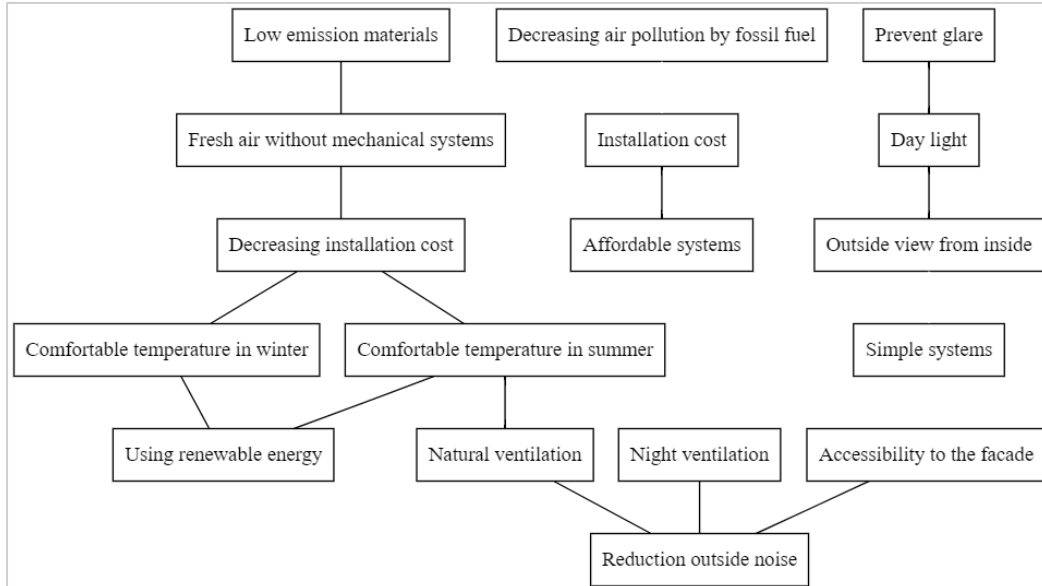 Low emission materials
Decreasing air pollution by fossil fuel
Prevent glare
Fresh air without mechanical systems
Installation cost
Day light
Decreasing installation cost
Affordable systems
Outside view from inside
Comfortable temperature in winter
Comfortable temperature in summer
Simple systems
Using renewable energy
Natural ventilation
Night ventilation
Accessibility to the facade
Reduction outside noise